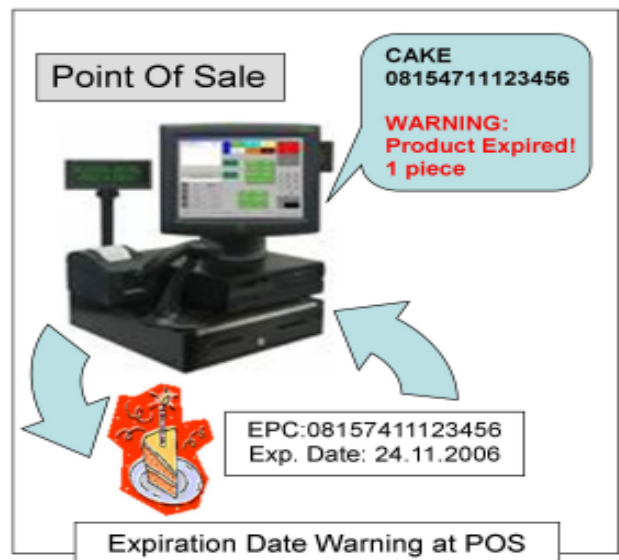 Point Of Sale
CAKE
08154711123456
WARNING:
Product Expired!
1 piece
EPC:08157411123456
Exp. Date: 24.11.2006
Expiration Date Warning at POS